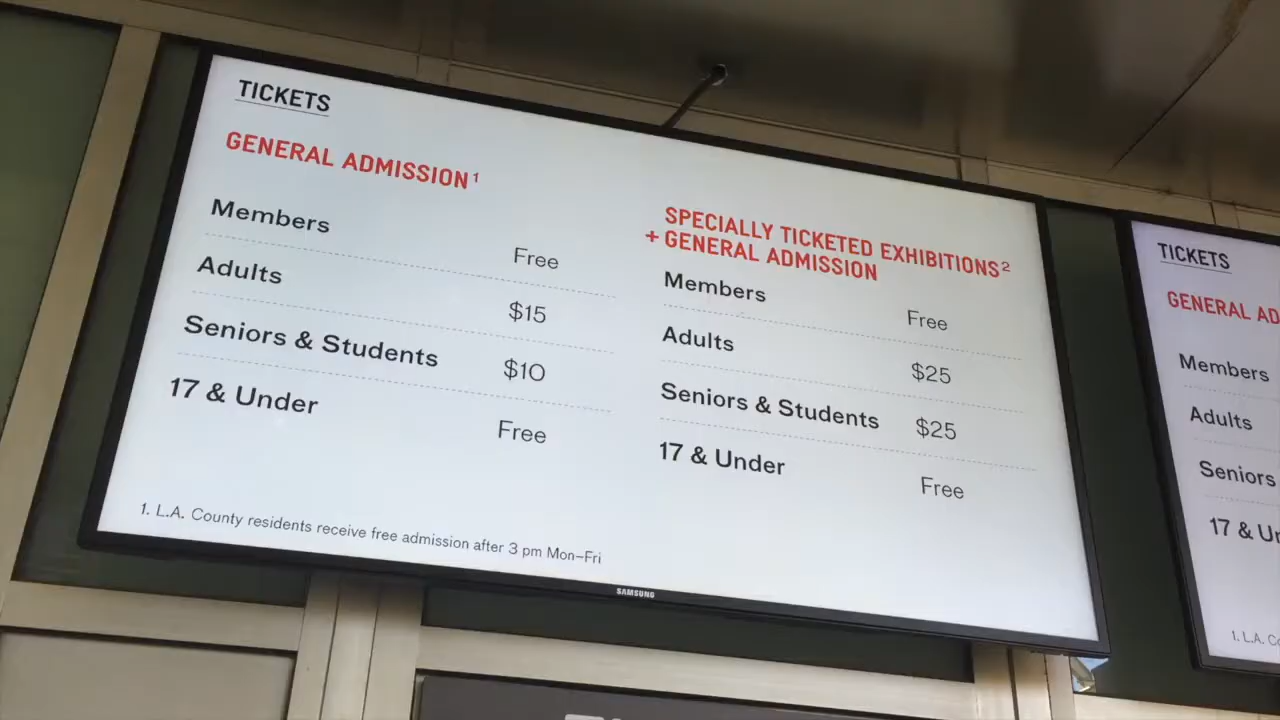 TICKETS
GENERAL ADMISSION¹
Members Free
Adults $15
Seniors & Students $10
17 & Under Free
1. L.A. County residents receive free admission after 3 pm Mon–Fri
SPECIALLY TICKETED EXHIBITIONS²
+ GENERAL ADMISSION
Members Free
Adults $25
Seniors & Students $25
17 & Under Free
SAMSUNG
TICKETS
GENERAL AD
Members
Adults
Seniors
17 & Un
1. L.A. Co